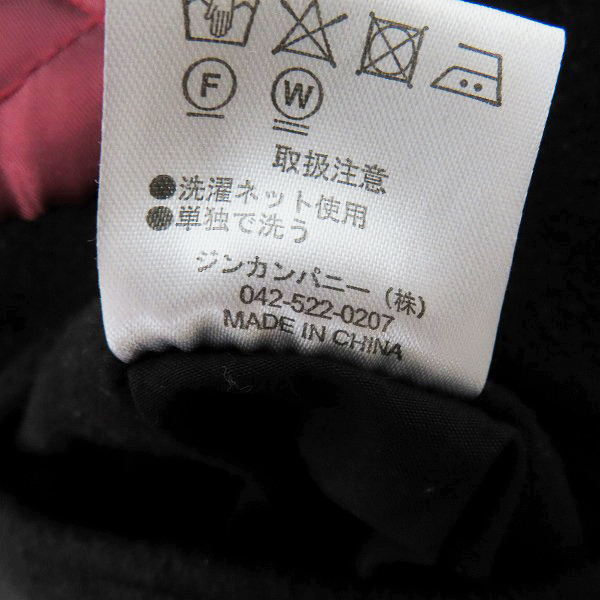 F
W
取扱注意
●洗濯ネット使用
●単独で洗う
ジンカンパニー（株）
042-522-0207
MADE IN CHINA